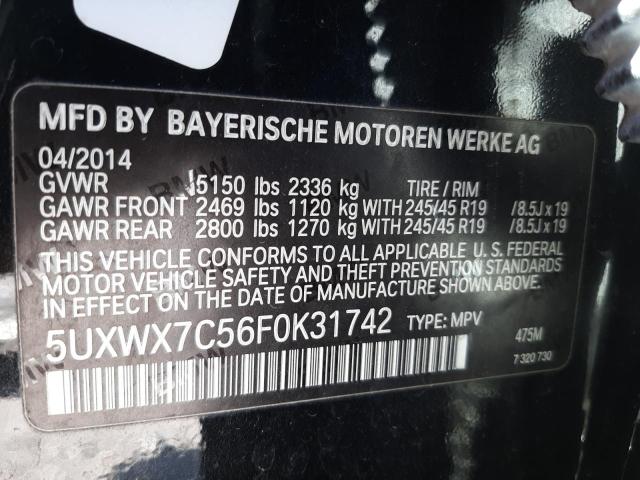 MFD BY BAYERISCHE MOTOREN WERKE AG
04/2014
GVWR 5150 lbs 2336 kg TIRE / RIM
GAWR FRONT 2469 lbs 1120 kg WITH 245/45 R19 /8.5J x 19
GAWR REAR 2800 lbs 1270 kg WITH 245/45 R19 /8.5J x 19
THIS VEHICLE CONFORMS TO ALL APPLICABLE U. S. FEDERAL
MOTOR VEHICLE SAFETY AND THEFT PREVENTION STANDARDS
IN EFFECT ON THE DATE OF MANUFACTURE SHOWN ABOVE.
5UXWX7C56F0K31742 TYPE: MPV 475M
7 320 730